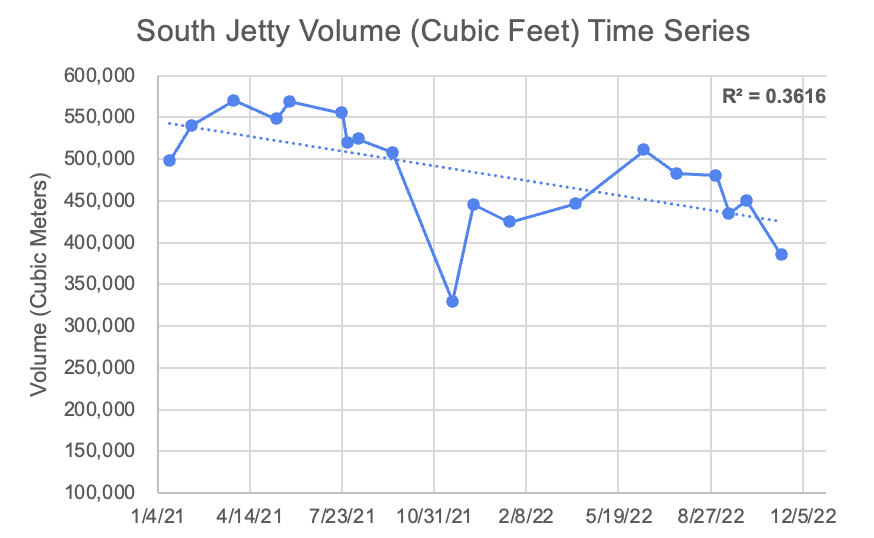 South Jetty Volume (Cubic Feet) Time Series
R² = 0.3616
Volume (Cubic Meters)
600,000
550,000
500,000
450,000
400,000
350,000
300,000
250,000
200,000
150,000
100,000
1/4/21 4/14/21 7/23/21 10/31/21 2/8/22 5/19/22 8/27/22 12/5/22